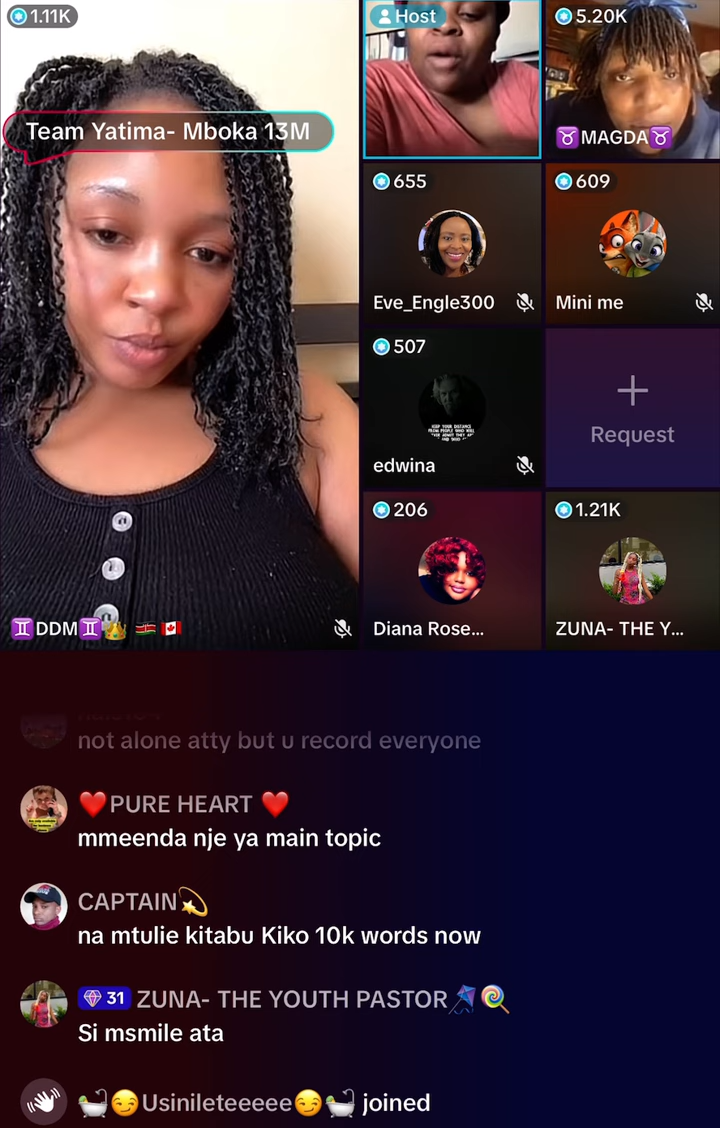 1.11K
Host
5.20K
Team Yatima- Mboka 13M
♉MAGDA♉
655
609
Eve_Engle300
Mini me
507
+
Request
edwina
206
1.21K
♊DDM♊👑 🇰🇪 🇨🇦
Diana Rose...
ZUNA- THE Y...
not alone atty but u record everyone
❤️PURE HEART ❤️
mmeenda nje ya main topic
CAPTAIN💫
na mtulie kitabu Kiko 10k words now
31 ZUNA- THE YOUTH PASTOR🪁🍭
Si msmile ata
🛀😏Usinileteeeee😏🛀 joined